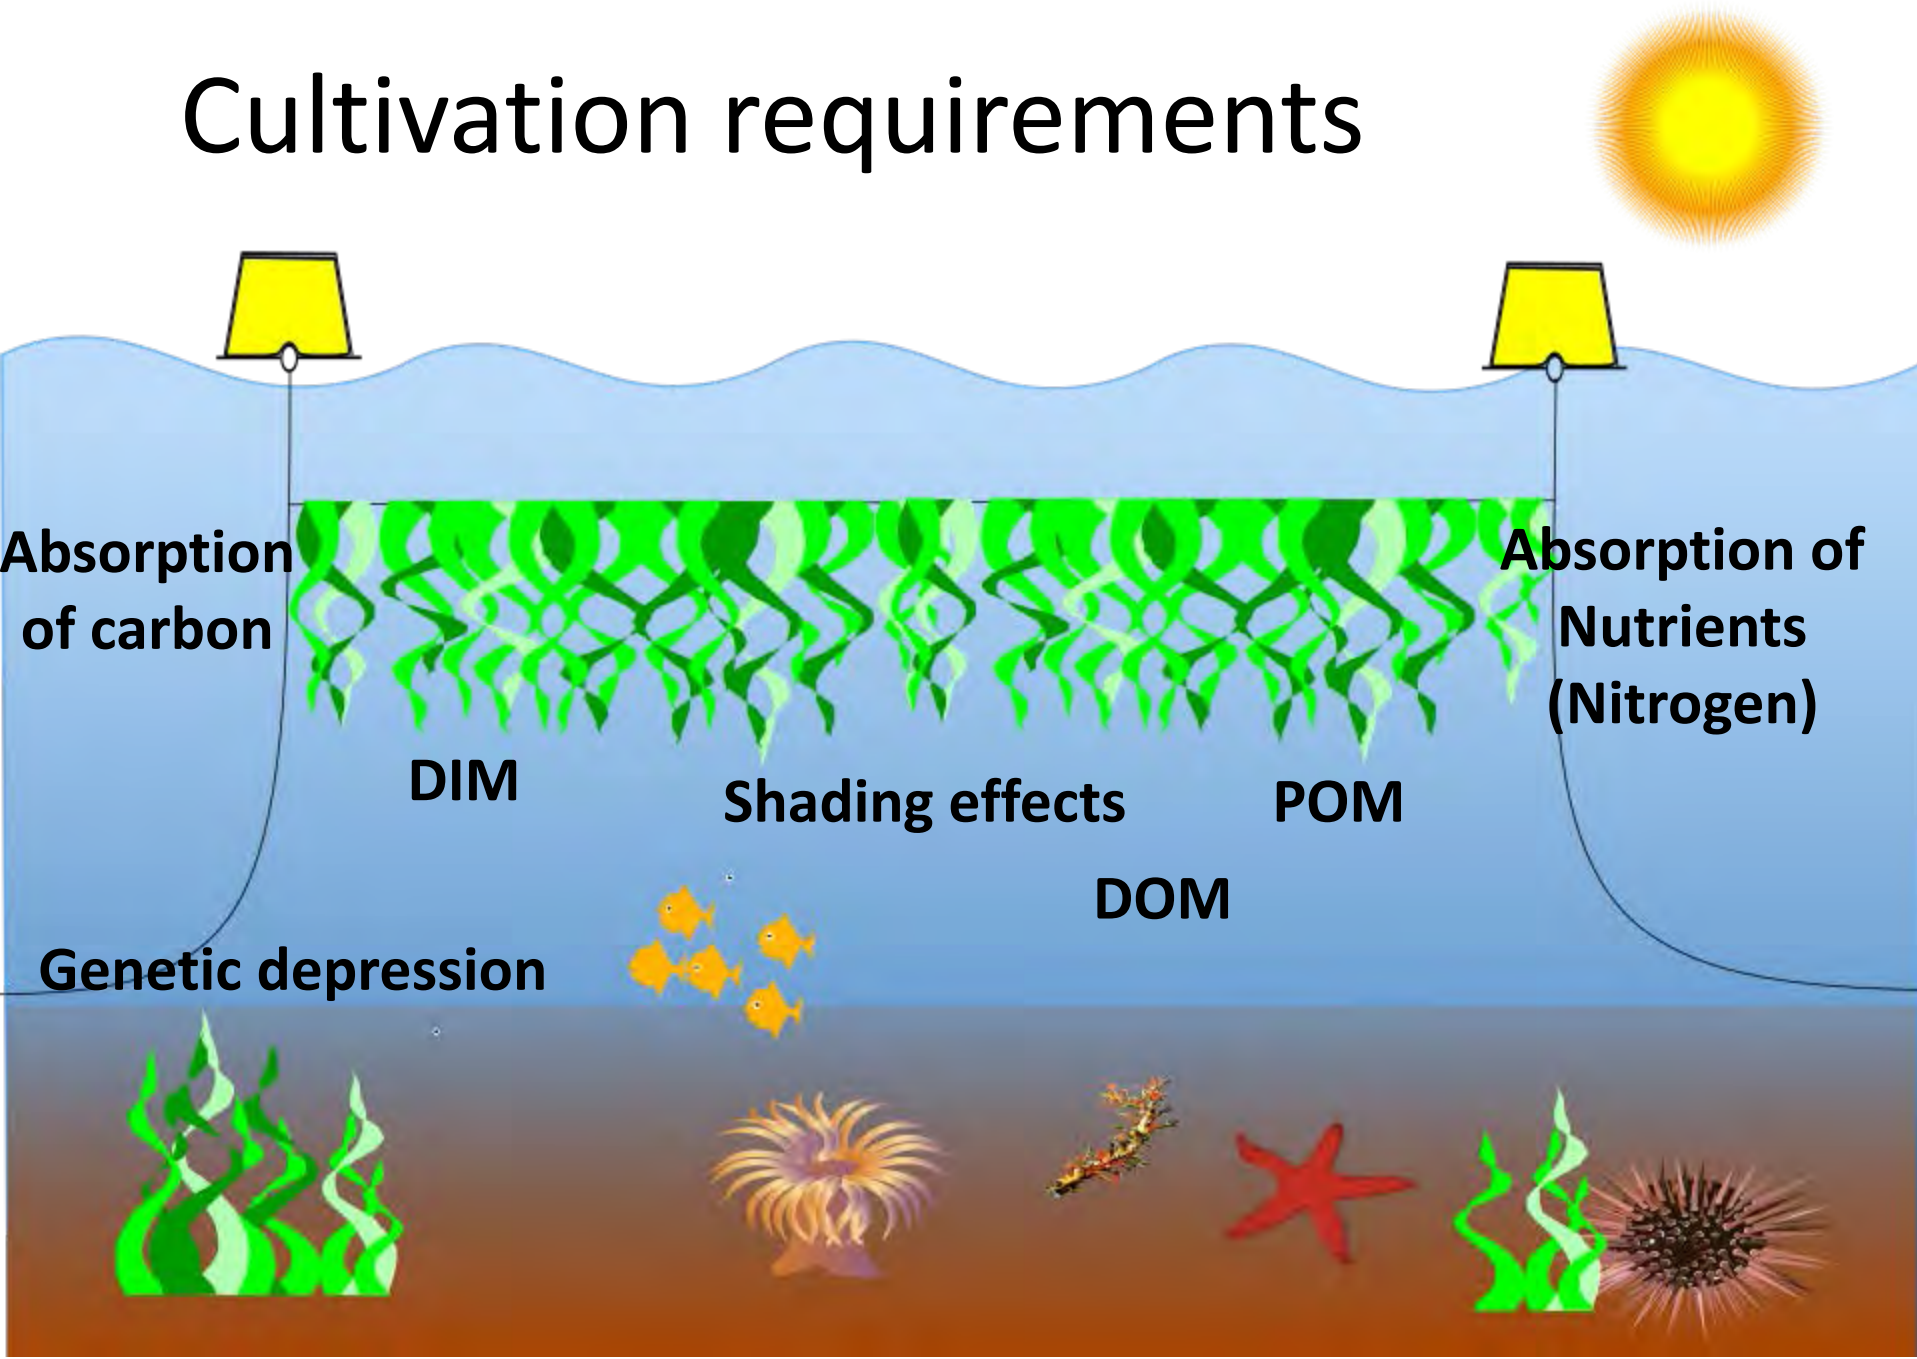 Cultivation requirements
Absorption
of carbon
Absorption of
Nutrients
(Nitrogen)
DIM
Shading effects
POM
DOM
Genetic depression